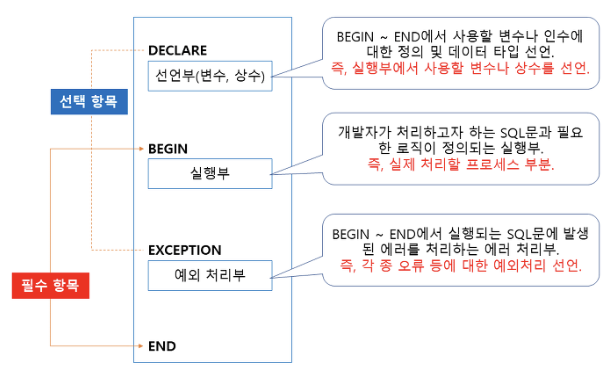 DECLARE
선언부(변수, 상수)
BEGIN ~ END에서 사용할 변수나 인수에
대한 정의 및 데이터 타입 선언.
즉, 실행부에서 사용할 변수나 상수를 선언.
선택 항목
BEGIN
실행부
개발자가 처리하고자 하는 SQL문과 필요
한 로직이 정의되는 실행부.
즉, 실제 처리할 프로세스 부분.
EXCEPTION
예외 처리부
BEGIN ~ END에서 실행되는 SQL문에 발생
된 에러를 처리하는 에러 처리부.
즉, 각 종 오류 등에 대한 예외처리 선언.
필수 항목
END